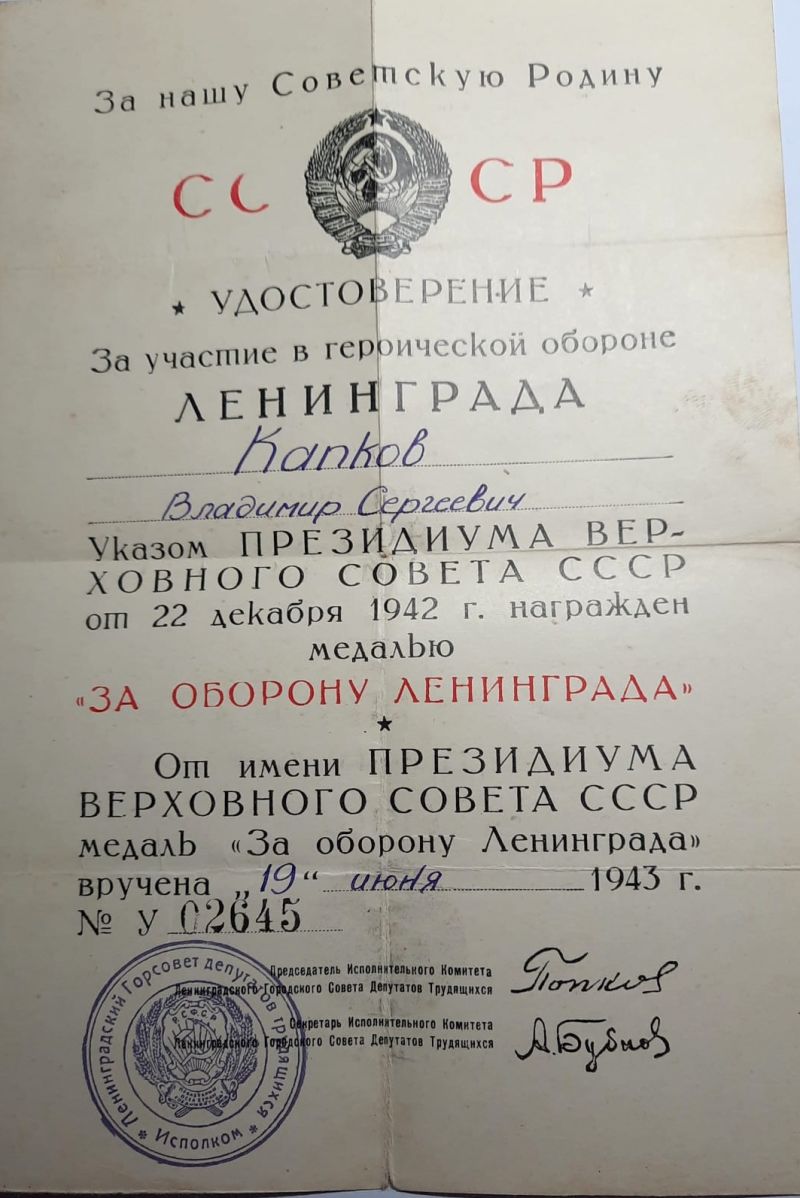 За нашу Советскую Родину
СС СР
★ УДОСТОВЕРЕНИЕ ★
За участие в героической обороне
ЛЕНИНГРАДА
Капков
Владимир Сергеевич
Указом ПРЕЗИДИУМА ВЕР-
ХОВНОГО СОВЕТА СССР
от 22 декабря 1942 г. награжден
медалью
«ЗА ОБОРОНУ ЛЕНИНГРАДА»
★
От имени ПРЕЗИДИУМА
ВЕРХОВНОГО СОВЕТА СССР
медаль «За оборону Ленинграда»
вручена „19“ июня 1943 г.
№ У 02645
Председатель Исполнительного Комитета
Ленинградского Городского Совета Депутатов Трудящихся
Попков
Секретарь Исполнительного Комитета
Ленинградского Городского Совета Депутатов Трудящихся
А.Бубнов
Ленинградский Горсовет депутатов трудящихся
★ Исполком ★
Р.С.Ф.С.Р.